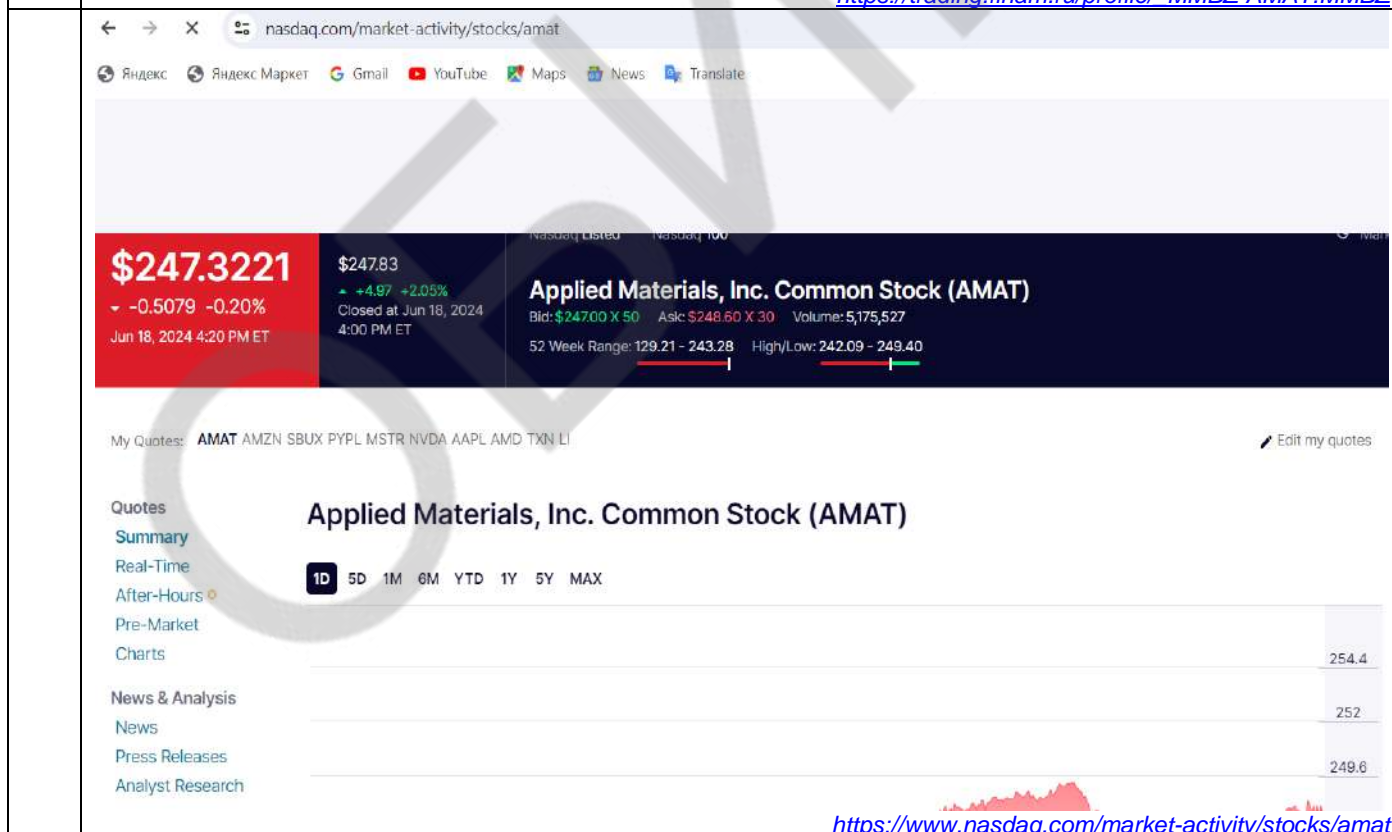 https://trading.finam.ru/profile/
nasdaq.com/market-activity/stocks/amat
Яндекс Яндекс Маркет Gmail YouTube Maps News Translate
Nasdaq Listed Nasdaq 100
$247.3221
-0.5079 -0.20%
Jun 18, 2024 4:20 PM ET
$247.83
+4.97 +2.05%
Closed at Jun 18, 2024
4:00 PM ET
Applied Materials, Inc. Common Stock (AMAT)
Bid: $247.00 X 50 Ask: $248.60 X 30 Volume: 5,175,527
52 Week Range: 129.21 - 243.28 High/Low: 242.09 - 249.40
My Quotes: AMAT AMZN SBUX PYPL MSTR NVDA AAPL AMD TXN LI
Edit my quotes
Quotes
Summary
Real-Time
After-Hours
Pre-Market
Charts
News & Analysis
News
Press Releases
Analyst Research
Applied Materials, Inc. Common Stock (AMAT)
1D 5D 1M 6M YTD 1Y 5Y MAX
254.4
252
249.6
https://www.nasdaq.com/market-activity/stocks/amat